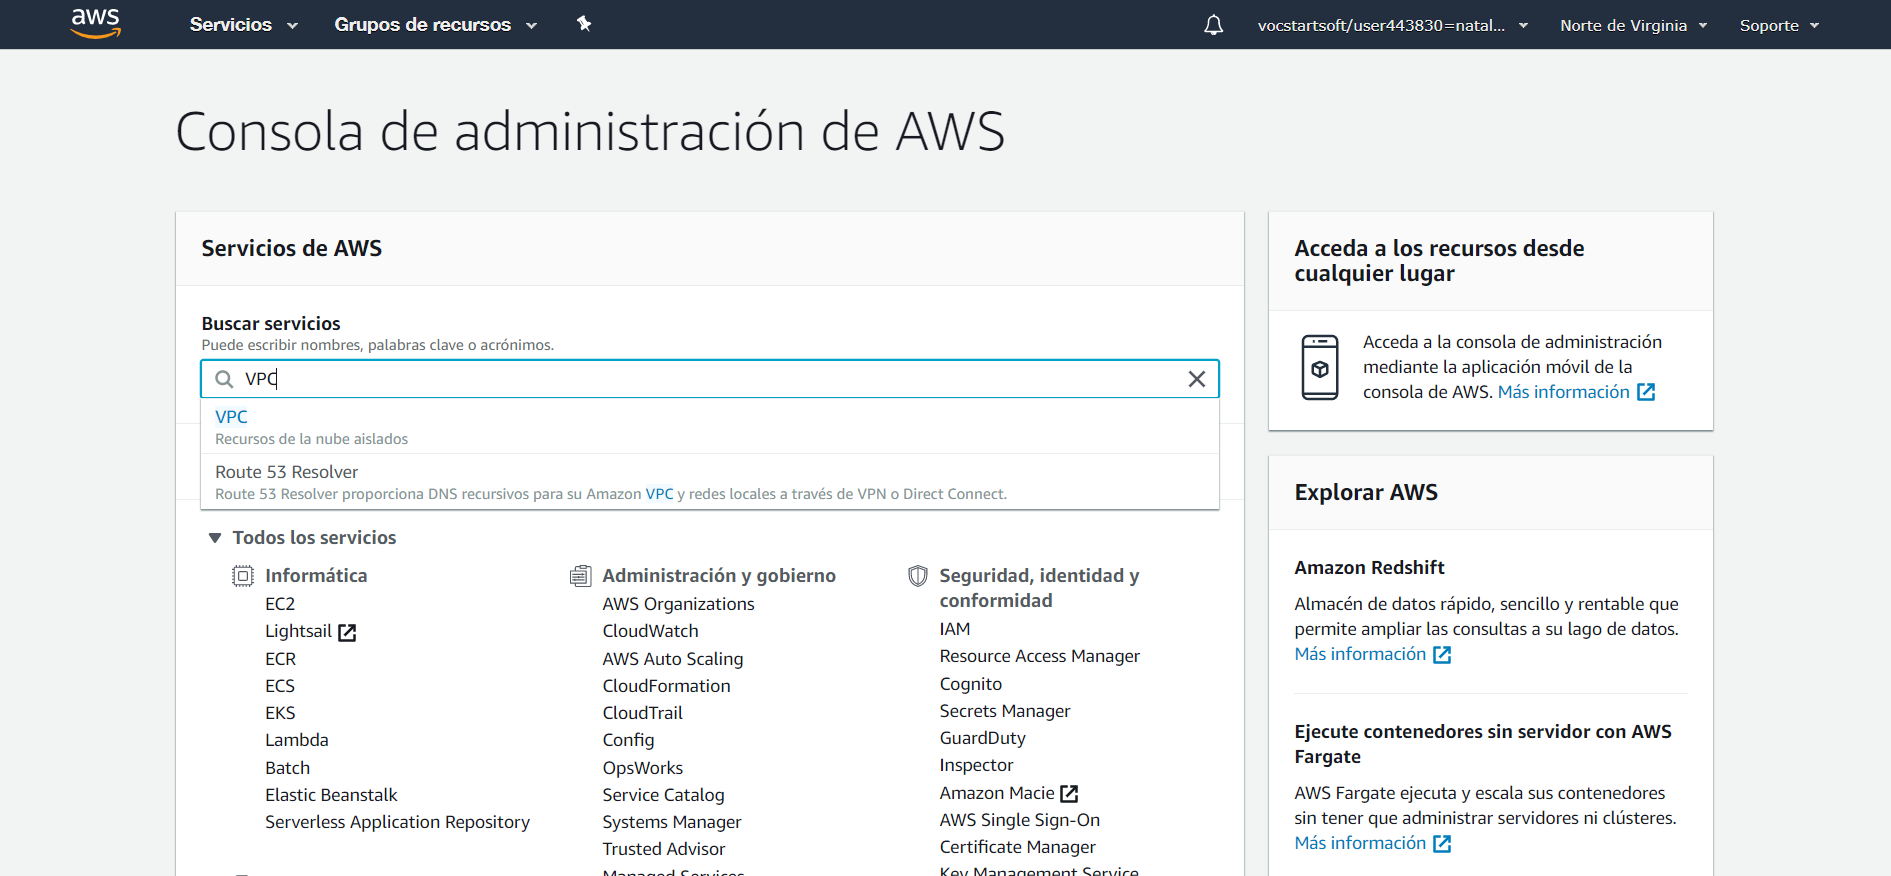 aws
Servicios
Grupos de recursos
vocstartsoft/user443830=natal...
Norte de Virginia
Soporte
Consola de administración de AWS
Servicios de AWS
Buscar servicios
Puede escribir nombres, palabras clave o acrónimos.
VPC
VPC
Recursos de la nube aislados
Route 53 Resolver
Route 53 Resolver proporciona DNS recursivos para su Amazon VPC y redes locales a través de VPN o Direct Connect.
Todos los servicios
Informática
EC2
Lightsail
ECR
ECS
EKS
Lambda
Batch
Elastic Beanstalk
Serverless Application Repository
Administración y gobierno
AWS Organizations
CloudWatch
AWS Auto Scaling
CloudFormation
CloudTrail
Config
OpsWorks
Service Catalog
Systems Manager
Trusted Advisor
Managed Services
Seguridad, identidad y
conformidad
IAM
Resource Access Manager
Cognito
Secrets Manager
GuardDuty
Inspector
Amazon Macie
AWS Single Sign-On
Certificate Manager
Key Management Service
Acceda a los recursos desde
cualquier lugar
Acceda a la consola de administración
mediante la aplicación móvil de la
consola de AWS. Más información
Explorar AWS
Amazon Redshift
Almacén de datos rápido, sencillo y rentable que
permite ampliar las consultas a su lago de datos.
Más información
Ejecute contenedores sin servidor con AWS
Fargate
AWS Fargate ejecuta y escala sus contenedores
sin tener que administrar servidores ni clústeres.
Más información